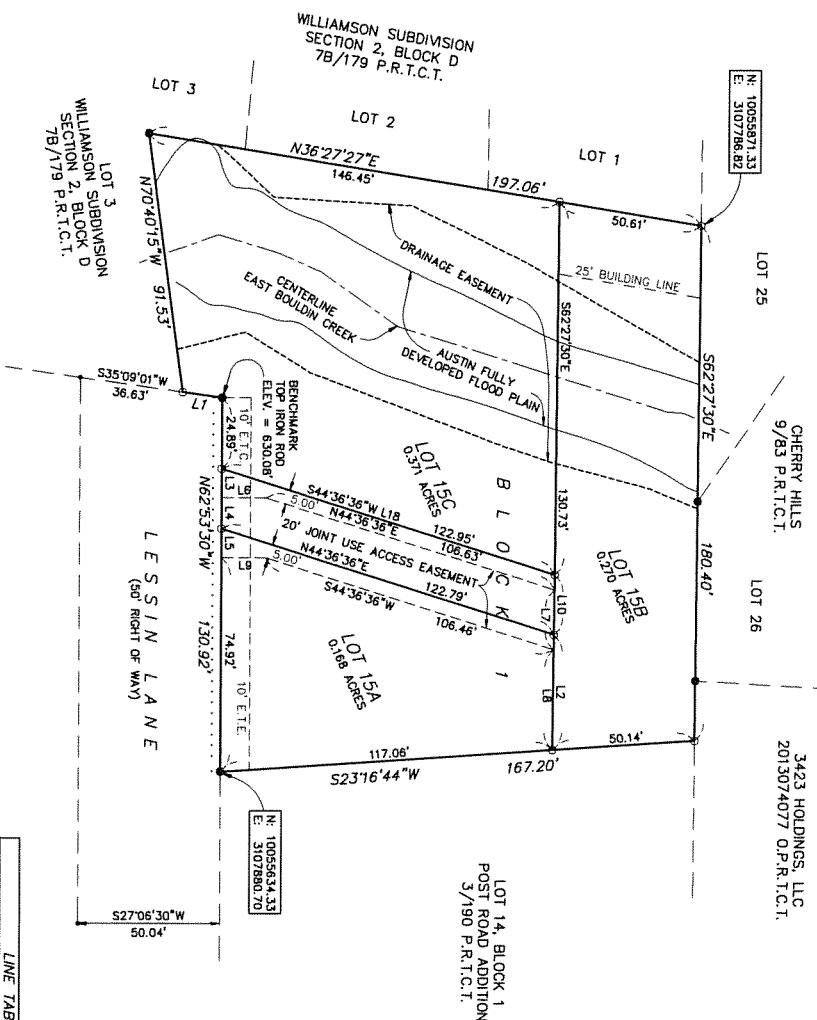 WILLIAMSON SUBDIVISION
SECTION 2, BLOCK D
7B/179 P.R.T.C.T.
N: 10055871.33
E: 3107786.82
LOT 3
LOT 2
LOT 1
LOT 25
N36°27'27"E
146.45'
197.06'
50.61'
LOT 3
WILLIAMSON SUBDIVISION
SECTION 2, BLOCK D
7B/179 P.R.T.C.T.
N70°40'15"W
91.53'
DRAINAGE EASEMENT
25' BUILDING LINE
S62°27'30"E
S62°27'30"E
CENTERLINE
EAST BOULDIN CREEK
AUSTIN FULLY
DEVELOPED FLOOD PLAIN
CHERRY HILLS
9/83 P.R.T.C.T.
S35°09'01"W
36.63'
L1
BENCHMARK
TOP IRON ROD
ELEV. = 630.08'
10' E.T.E.
24.89'
LOT 15C
0.371 ACRES
130.73'
180.40'
L3
L6
S44°36'36"W L18
122.95'
5.00'
N44°36'36"E
106.63'
L4
20' JOINT USE ACCESS EASEMENT
L5
N44°36'36"E
122.79'
L9
5.00'
S44°36'36"W
106.46'
BLOCK 1
L10
L7
LOT 15B
0.270 ACRES
LOT 26
N62°53'30"W
130.92'
74.92'
LESSIN LANE
(50' RIGHT OF WAY)
LOT 15A
0.168 ACRES
L2
L8
10' E.T.E.
117.06'
50.14'
S23°16'44"W
167.20'
3423 HOLDINGS, LLC
2013074077 O.P.R.T.C.T.
N: 10055634.33
E: 3107880.70
LOT 14, BLOCK 1
POST ROAD ADDITION
3/190 P.R.T.C.T.
S27°06'30"W
50.04'
LINE TAB